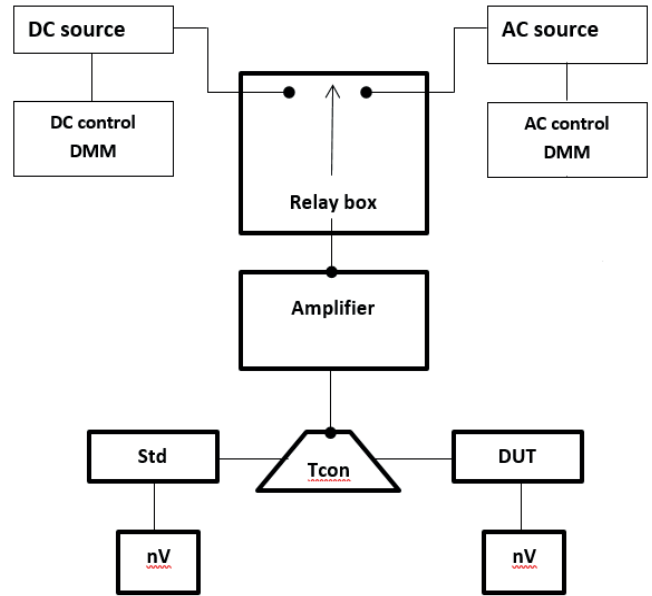 DC source
AC source
DC control
DMM
AC control
DMM
Relay box
Amplifier
Std
Tcon
DUT
nV
nV